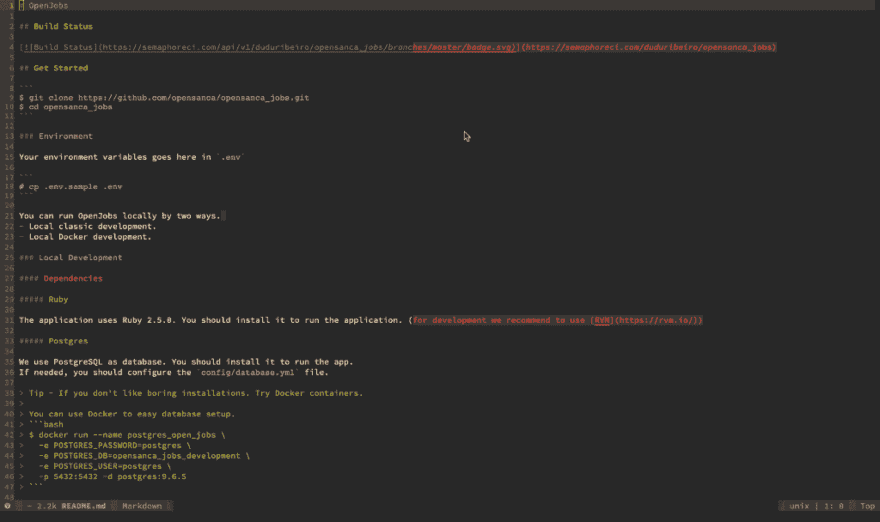 1 # OpenJobs
1
2 ## Build Status
3
4 [![Build Status](https://semaphoreci.com/api/v1/duduribeiro/opensanca_jobs/branches/master/badge.svg)](https://semaphoreci.com/duduribeiro/opensanca_jobs)
5
6 ## Get Started
7
8 ```
9 $ git clone https://github.com/opensanca/opensanca_jobs.git
10 $ cd opensanca_jobs
11 ```
12
13 ### Environment
14
15 Your environment variables goes here in `.env`
16
17 ```
18 # cp .env.sample .env
19 ```
20
21 You can run OpenJobs locally by two ways.
22 - Local classic development.
23 - Local Docker development.
24
25 ### Local Development
26
27 #### Dependencies
28
29 ##### Ruby
30
31 The application uses Ruby 2.5.0. You should install it to run the application. (for development we recommend to use [RVM](https://rvm.io/))
32
33 ##### Postgres
34
35 We use PostgreSQL as database. You should install it to run the app.
36 If needed, you should configure the `config/database.yml` file.
37
38 > Tip - If you don't like boring installations. Try Docker containers.
39 >
40 > You can use Docker to easy database setup.
41 > ```bash
42 > $ docker run --name postgres_open_jobs \
43 > -e POSTGRES_PASSWORD=postgres \
44 > -e POSTGRES_DB=opensanca_jobs_development \
45 > -e POSTGRES_USER=postgres \
46 > -p 5432:5432 -d postgres:9.6.5
47 > ```
48
- 2.2k README.md Markdown unix | 1: 0 Top